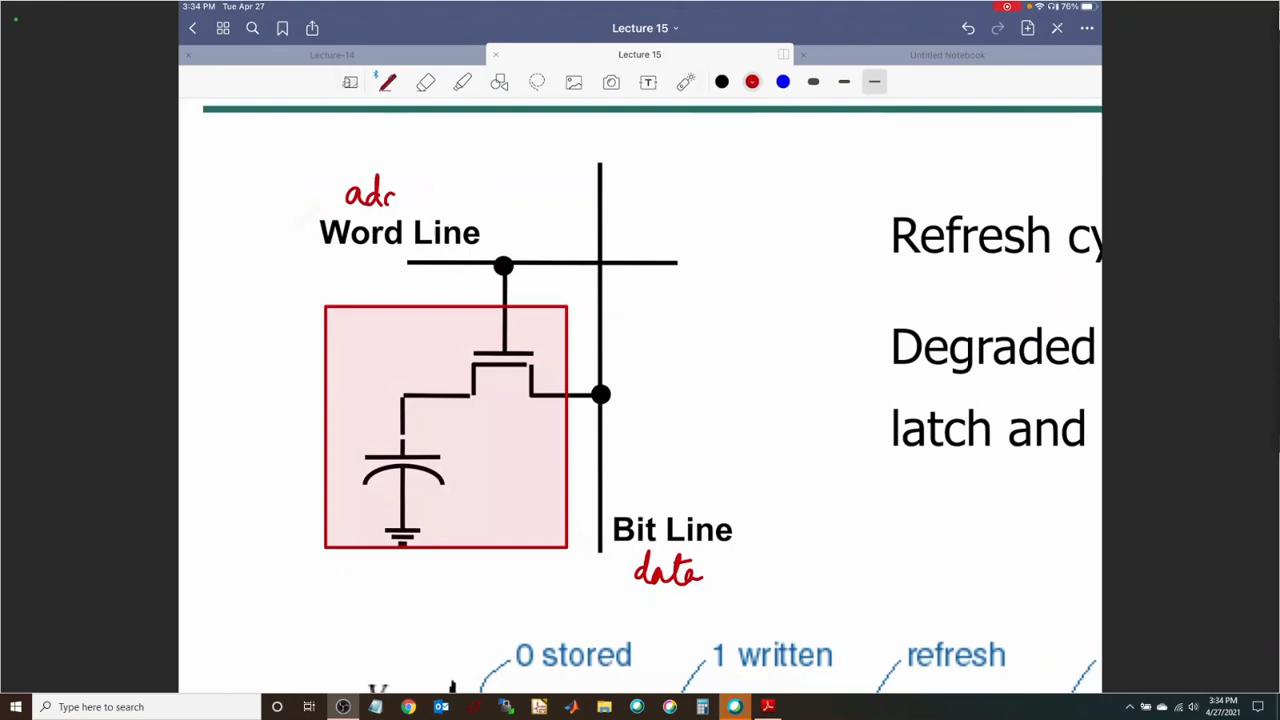 3:34 PM Tue Apr 27
76%
Lecture 15
Lecture-14
Lecture 15
Untitled Notebook
adr
Word Line
Refresh cy
Degraded
latch and
Bit Line
data
0 stored
1 written
refresh
Type here to search
3:34 PM
4/27/2021